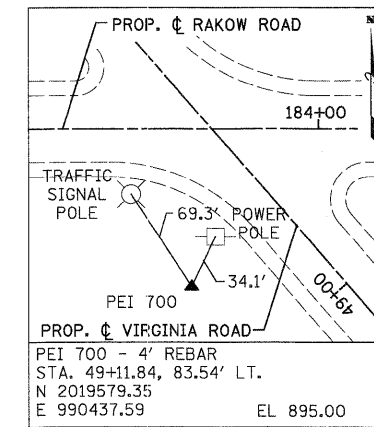 PROP. ℄ RAKOW ROAD
N
184+00
TRAFFIC
SIGNAL
POLE
69.3' POWER
POLE
34.1'
PEI 700
49+00
PROP. ℄ VIRGINIA ROAD
PEI 700 - 4' REBAR
STA. 49+11.84, 83.54' LT.
N 2019579.35
E 990437.59 EL 895.00